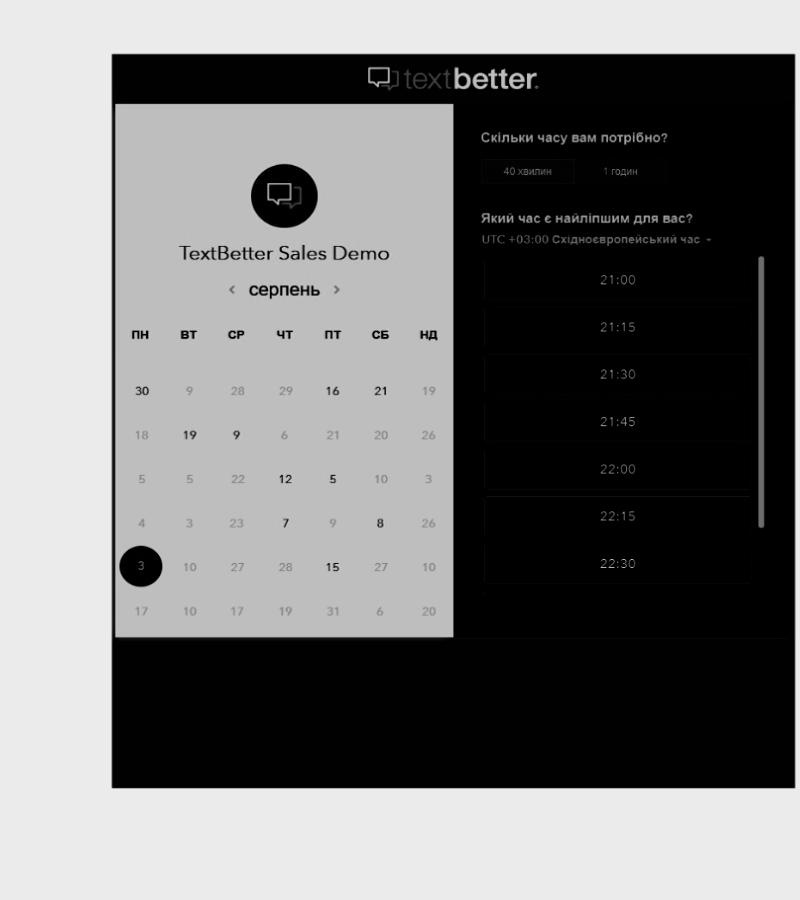 textbetter.
TextBetter Sales Demo
серпень
ПН ВТ СР ЧТ ПТ СБ НД
30 9 28 29 16 21 19
18 19 9 6 21 20 26
5 5 22 12 5 10 3
4 3 23 7 9 8 26
3 10 27 28 15 27 10
17 10 17 19 31 6 20
Скільки часу вам потрібно?
40 хвилин 1 годин
Який час є найліпшим для вас?
UTC +03:00 Східноєвропейський час
21:00
21:15
21:30
21:45
22:00
22:15
22:30